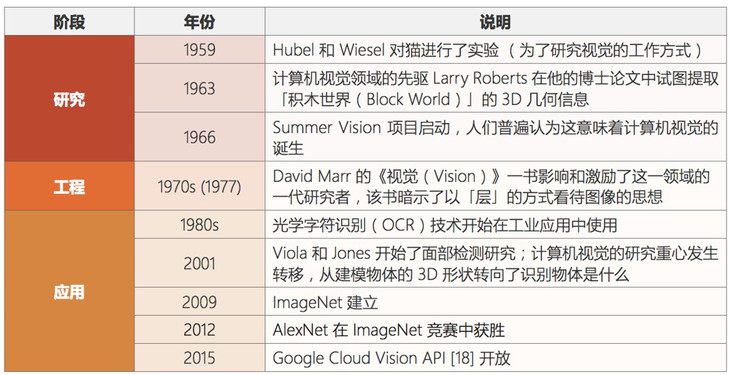 阶段 年份 说明
研究
1959 Hubel 和 Wiesel 对猫进行了实验 ( 为了研究视觉的工作方式 )
1963 计算机视觉领域的先驱 Larry Roberts 在他的博士论文中试图提取
「积木世界 ( Block World ) 」的 3D 几何信息
1966 Summer Vision 项目启动 , 人们普遍认为这意味着计算机视觉的
诞生
工程
1970s (1977) David Marr 的《视觉 ( Vision ) 》一书影响和激励了这一领域的
一代研究者 , 该书暗示了以「层」的方式看待图像的思想
应用
1980s 光学字符识别 ( OCR ) 技术开始在工业应用中使用
2001 Viola 和 Jones 开始了面部检测研究 ; 计算机视觉的研究重心发生
转移 , 从建模物体的 3D 形状转向了识别物体是什么
2009 ImageNet 建立
2012 AlexNet 在 ImageNet 竞赛中获胜
2015 Google Cloud Vision API [18] 开放